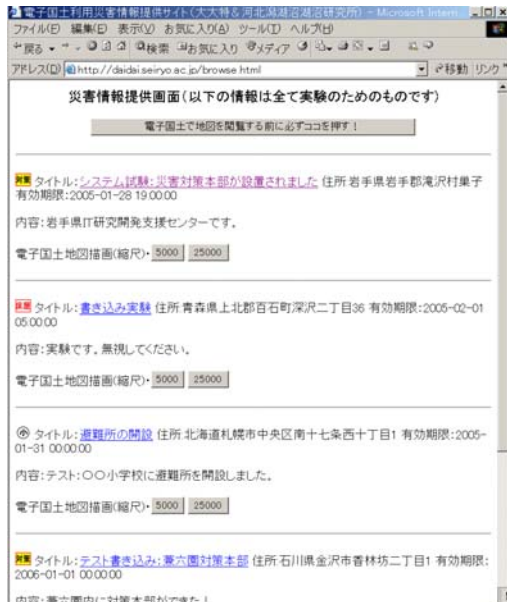 電子国土利用災害情報提供サイト(大大特&河北潟湖沼湖沼研究所) - Microsoft Intern...
ファイル(F) 編集(E) 表示(V) お気に入り(A) ツール(T) ヘルプ(H)
戻る 検索 お気に入り メディア
アドレス(D) http://daidai.seiryo.ac.jp/browse.html 移動 リンク
災害情報提供画面(以下の情報は全て実験のためのものです)
電子国土で地図を閲覧する前に必ずココを押す!
対策 タイトル:システム試験:災害対策本部が設置されました 住所:岩手県岩手郡滝沢村巣子
有効期限:2005-01-28 19:00:00
内容:岩手県IT研究開発支援センターです。
電子国土地図描画(縮尺)・ 5000 25000
タイトル:書き込み実験 住所:青森県上北郡百石町深沢二丁目36 有効期限:2005-02-01
05:00:00
内容:実験です。無視してください。
電子国土地図描画(縮尺)・ 5000 25000
タイトル:避難所の開設 住所:北海道札幌市中央区南十七条西十丁目1 有効期限:2005-
01-31 00:00:00
内容:テスト:〇〇小学校に避難所を開設しました。
電子国土地図描画(縮尺)・ 5000 25000
対策 タイトル:テスト書き込み:兼六園対策本部 住所:石川県金沢市香林坊二丁目1 有効期限:
2006-01-01 00:00:00
内容:兼六園内に対策本部ができた!